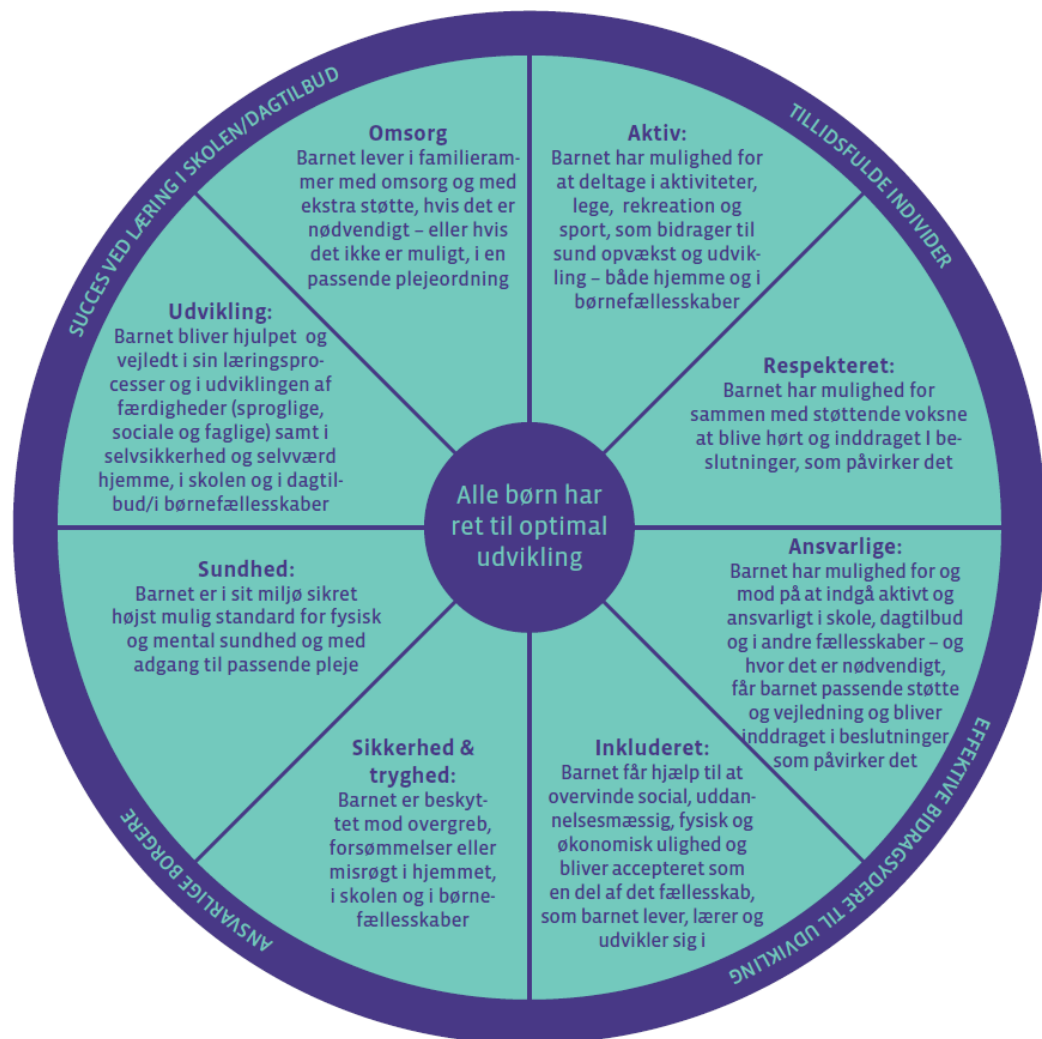 SUCCES VED LÆRING I SKOLEN/DAGTILBUD
TILLIDSFULDE INDIVIDER
EFFEKTIVE BIDRAGSYDERE TIL UDVIKLING
ANSVARLIGE BORGERE
Omsorg
Barnet lever i familieram-
mer med omsorg og med
ekstra støtte, hvis det er
nødvendigt – eller hvis
det ikke er muligt, i en
passende plejeordning
Aktiv:
Barnet har mulighed for
at deltage i aktiviteter,
lege, rekreation og
sport, som bidrager til
sund opvækst og udvik-
ling – både hjemme og i
børnefællesskaber
Respekteret:
Barnet har mulighed for
sammen med støttende voksne
at blive hørt og inddraget I be-
slutninger, som påvirker det
Ansvarlige:
Barnet har mulighed for og
mod på at indgå aktivt og
ansvarligt i skole, dagtilbud
og i andre fællesskaber – og
hvor det er nødvendigt,
får barnet passende støtte
og vejledning og bliver
inddraget i beslutninger
som påvirker det
Inkluderet:
Barnet får hjælp til at
overvinde social, uddan-
nelsesmæssig, fysisk og
økonomisk ulighed og
bliver accepteret som
en del af det fællesskab,
som barnet lever, lærer og
udvikler sig i
Sikkerhed &
tryghed:
Barnet er beskyt-
tet mod overgreb,
forsømmelser eller
misrøgt i hjemmet,
i skolen og i børne-
fællesskaber
Sundhed:
Barnet er i sit miljø sikret
højst mulig standard for fysisk
og mental sundhed og med
adgang til passende pleje
Udvikling:
Barnet bliver hjulpet og
vejledt i sin læringspro-
cesser og i udviklingen af
færdigheder (sproglige,
sociale og faglige) samt i
selvsikkerhed og selvværd
hjemme, i skolen og i dagtil-
bud/i børnefællesskaber
Alle børn har
ret til optimal
udvikling